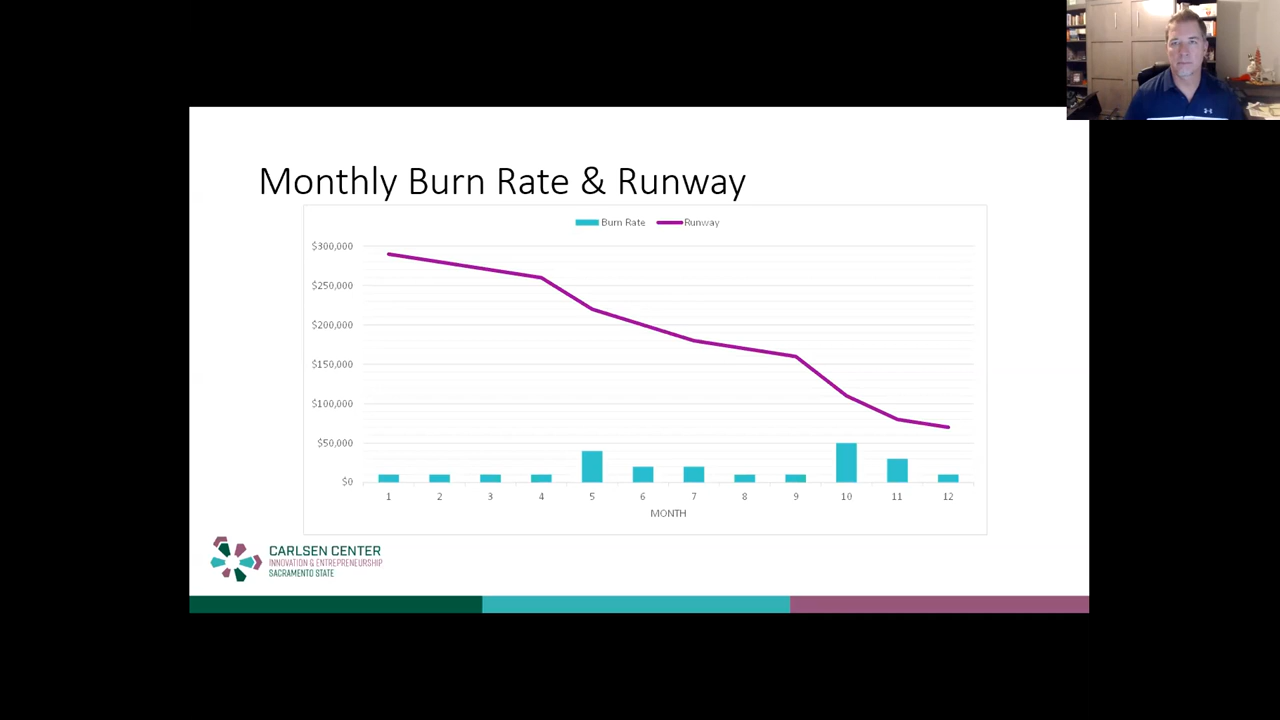 Monthly Burn Rate & Runway
Burn Rate Runway
$300,000
$250,000
$200,000
$150,000
$100,000
$50,000
$0
1 2 3 4 5 6 7 8 9 10 11 12
MONTH
CARLSEN CENTER
INNOVATION & ENTREPRENEURSHIP
SACRAMENTO STATE